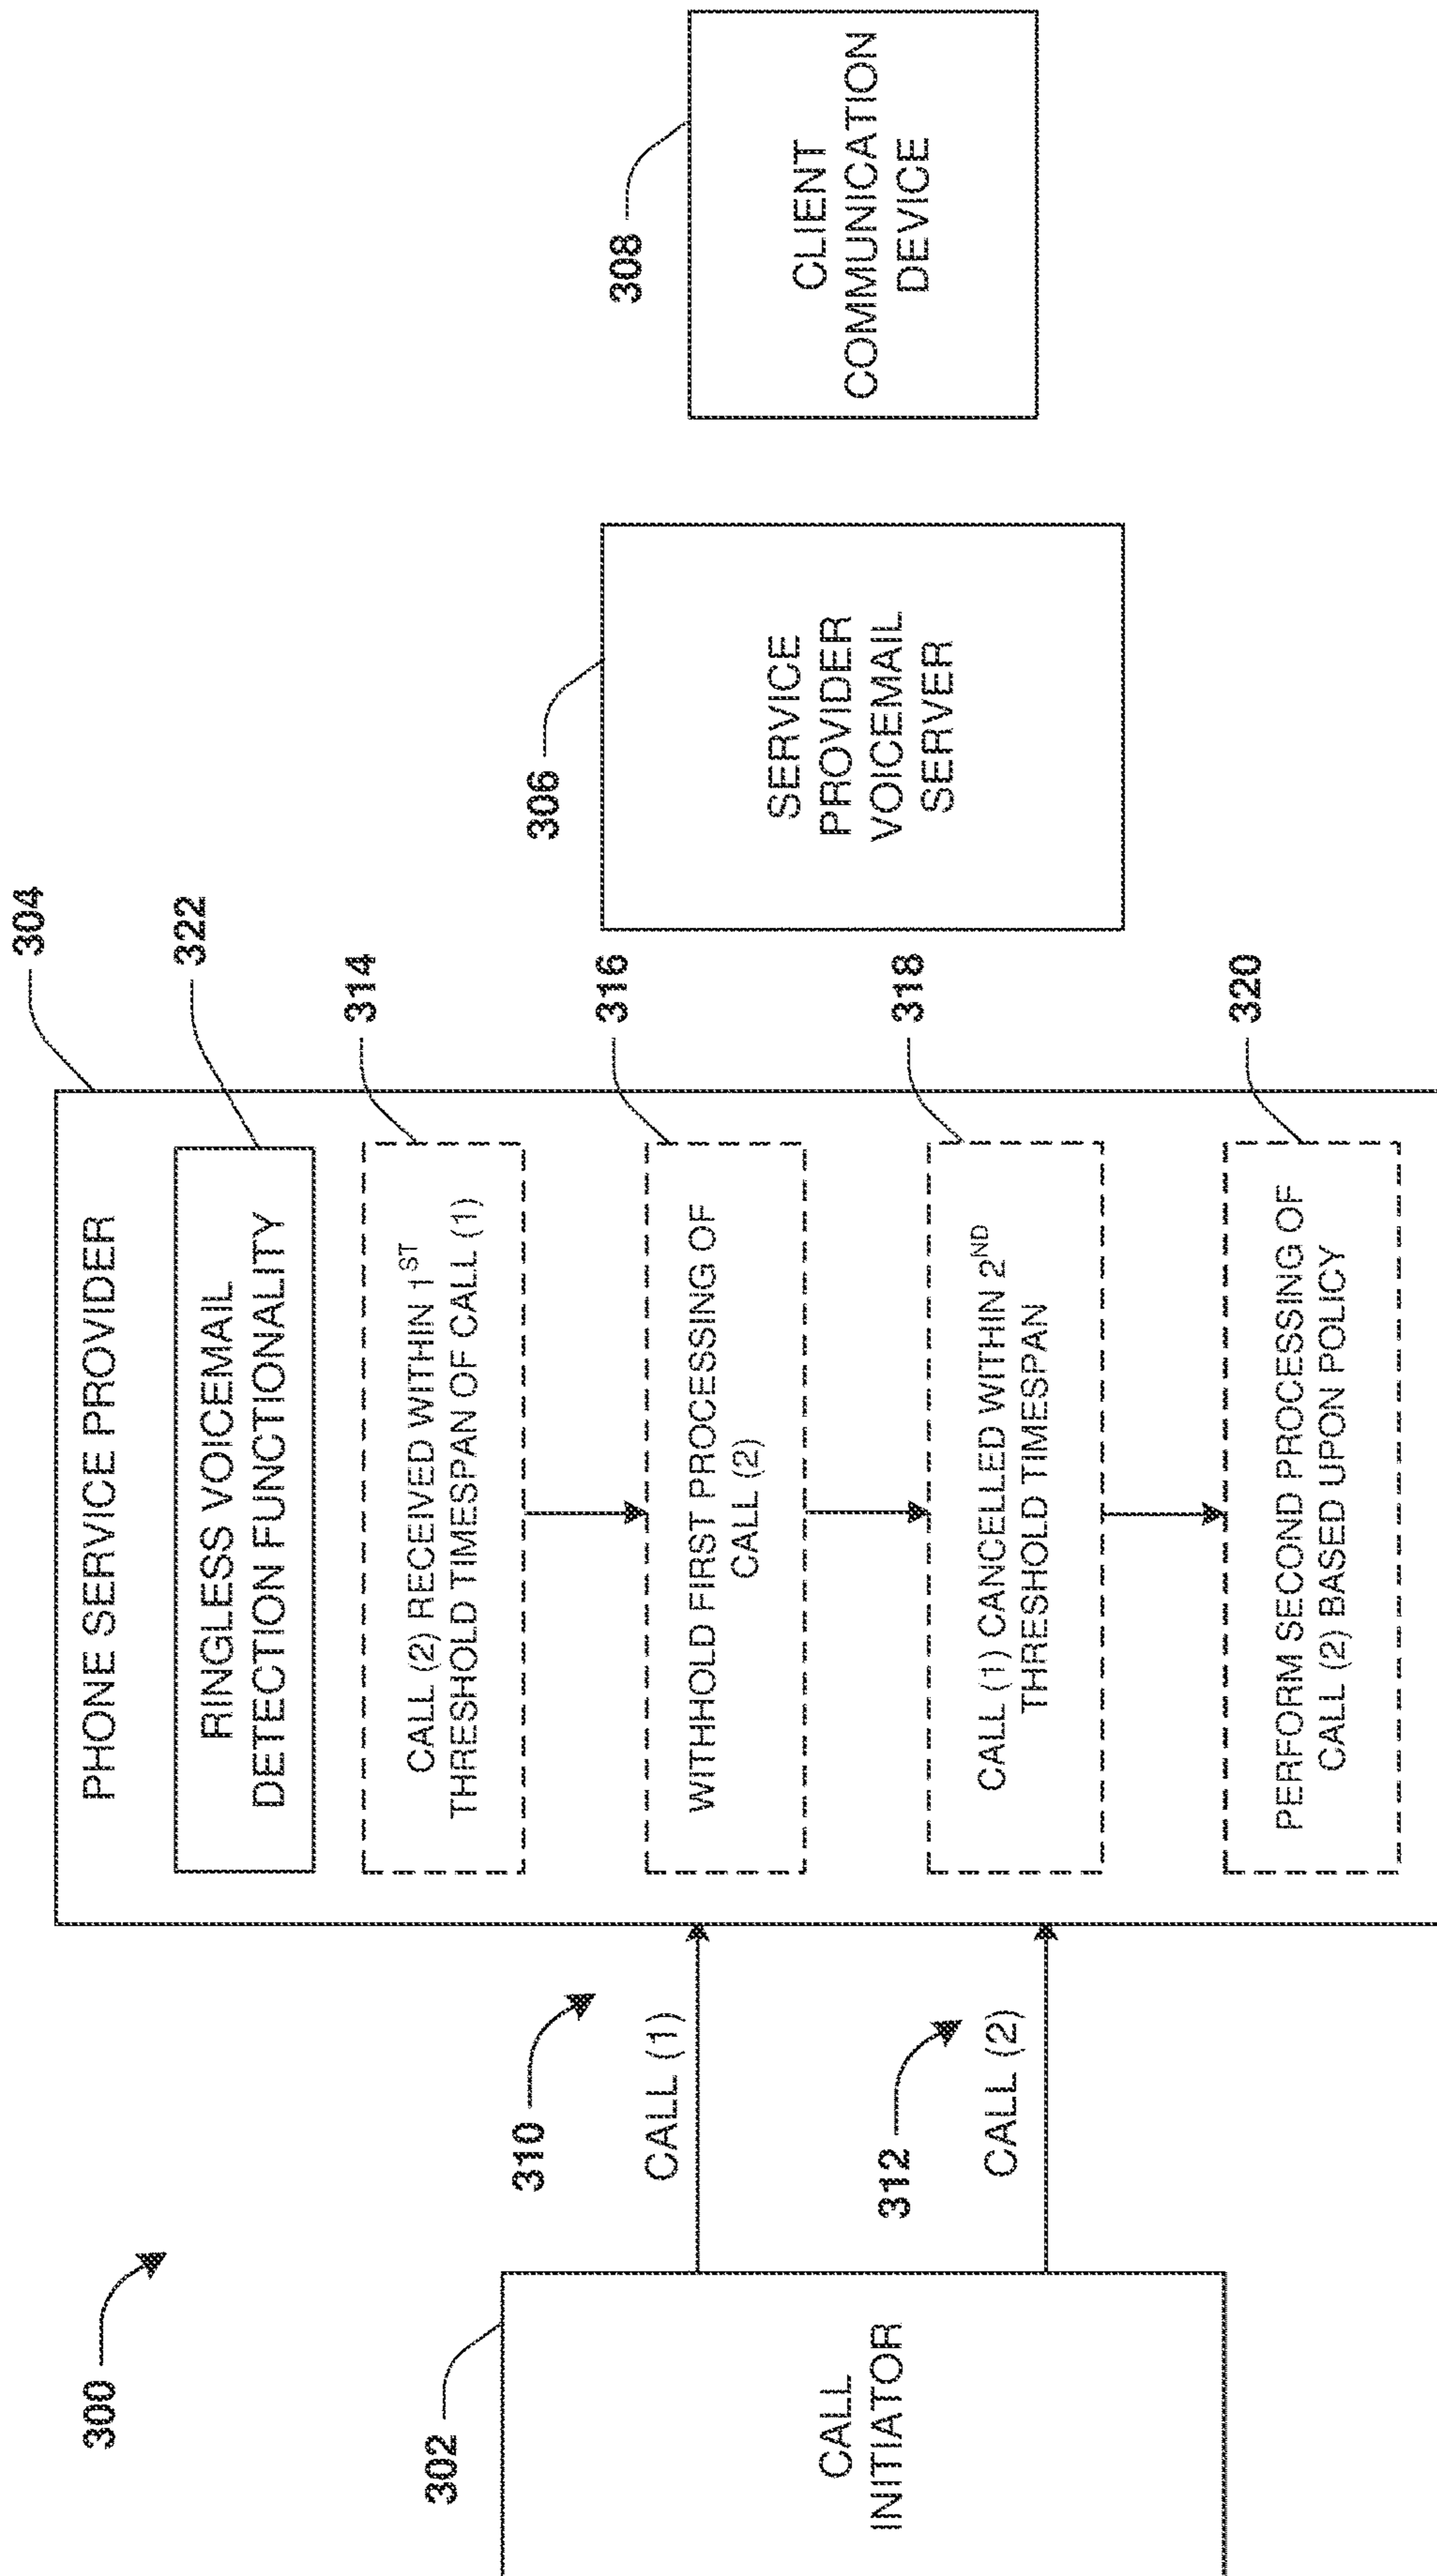 300
302
CALL
INITIATOR
310
CALL (1)
312
CALL (2)
304
PHONE SERVICE PROVIDER
322
RINGLESS VOICEMAIL
DETECTION FUNCTIONALITY
314
CALL (2) RECEIVED WITHIN 1ST
THRESHOLD TIMESPAN OF CALL (1)
316
WITHHOLD FIRST PROCESSING OF
CALL (2)
318
CALL (1) CANCELLED WITHIN 2ND
THRESHOLD TIMESPAN
320
PERFORM SECOND PROCESSING OF
CALL (2) BASED UPON POLICY
306
SERVICE
PROVIDER
VOICEMAIL
SERVER
308
CLIENT
COMMUNICATION
DEVICE